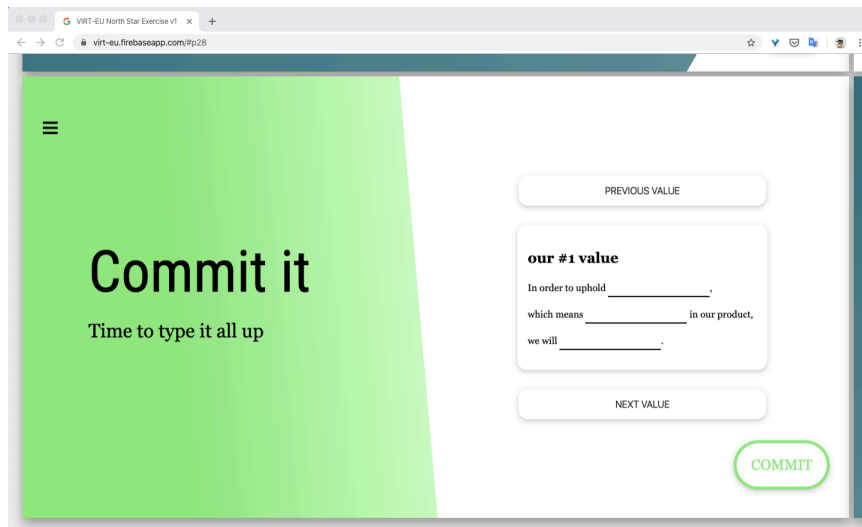 VIRT-EU North Star Exercise v1
virt-eu.firebaseapp.com/#p28
Commit it
Time to type it all up
PREVIOUS VALUE
our #1 value
In order to uphold ,
which means in our product,
we will .
NEXT VALUE
COMMIT